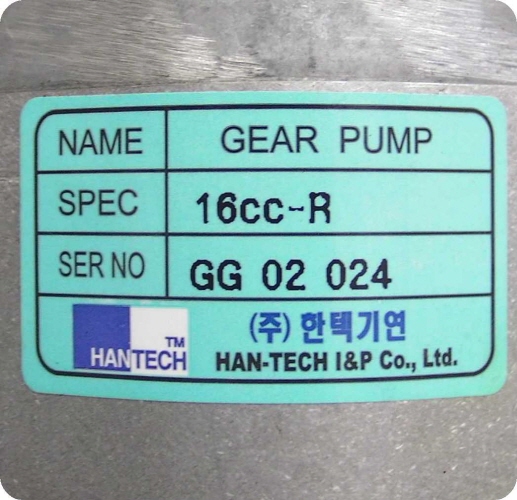 NAME GEAR PUMP
SPEC 16cc-R
SER NO GG 02 024
TM
HANTECH
(주) 한택기연
HAN-TECH I&P Co., Ltd.